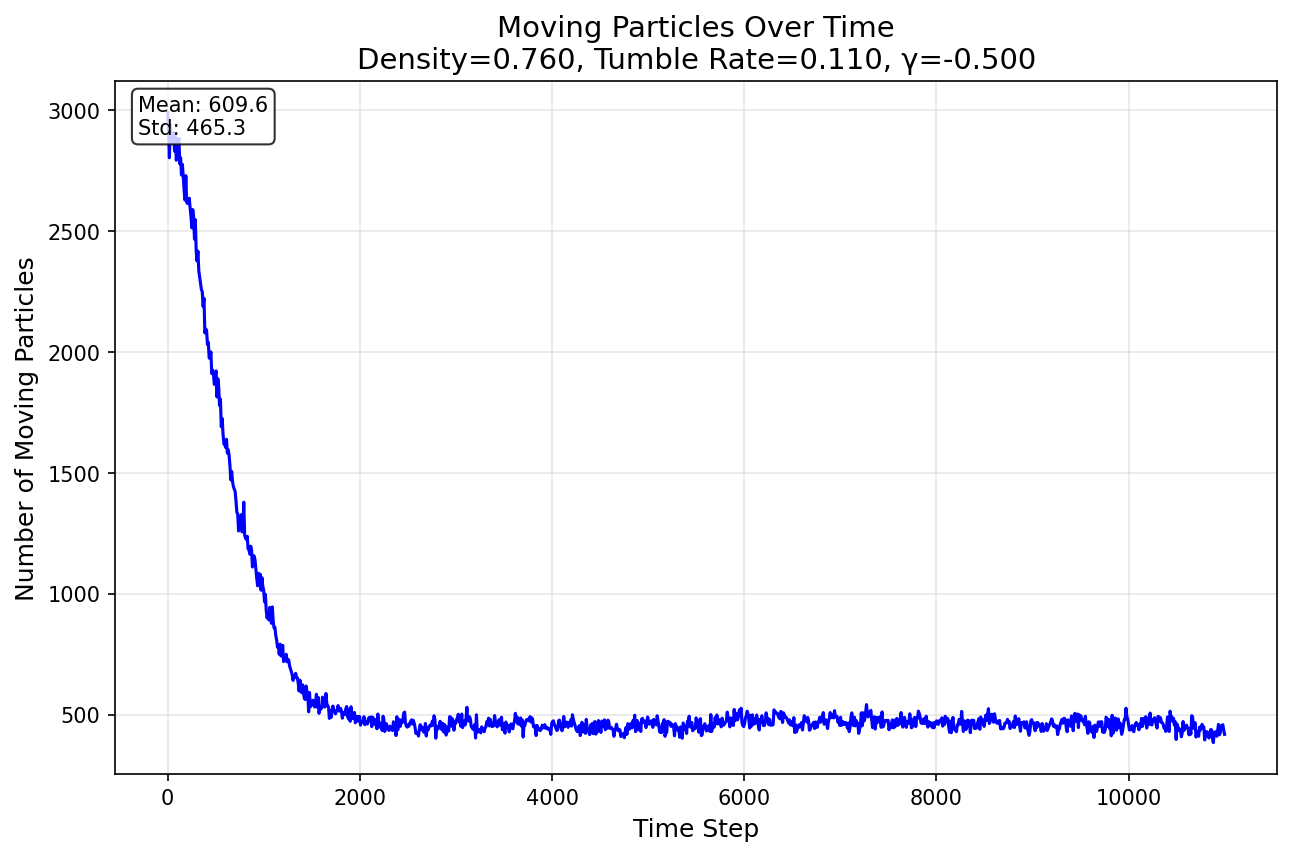 Moving Particles Over Time
Density=0.760, Tumble Rate=0.110, γ=-0.500
Mean: 609.6
Std: 465.3
Number of Moving Particles
3000
2500
2000
1500
1000
500
0 2000 4000 6000 8000 10000
Time Step